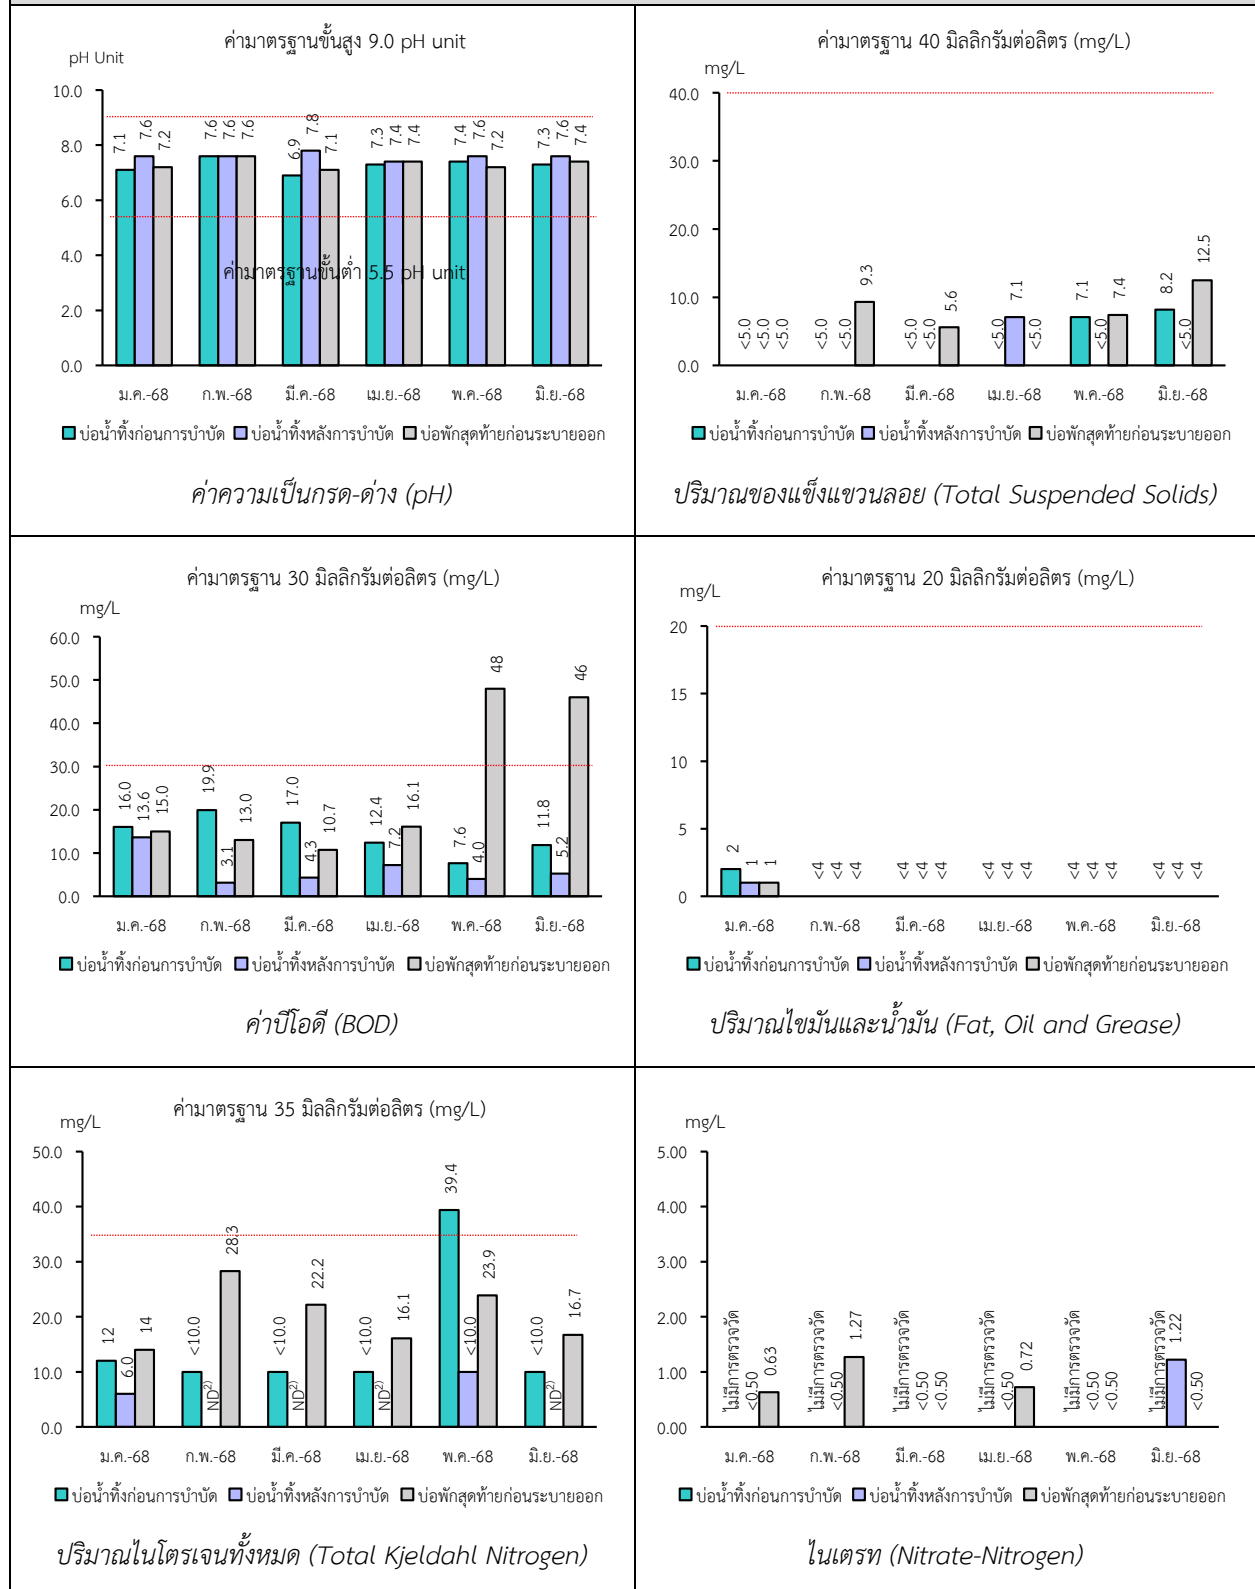 ค่ามาตรฐานขั้นสูง 9.0 pH unit
pH Unit
10.0
8.0
6.0
4.0
2.0
0.0
7.1 7.6 7.2 7.6 7.6 7.6 6.9 7.8 7.1 7.3 7.4 7.4 7.4 7.6 7.2 7.3 7.6 7.4
ค่ามาตรฐานขั้นต่ำ 5.5 pH unit
ม.ค.-68 ก.พ.-68 มี.ค.-68 เม.ย.-68 พ.ค.-68 มิ.ย.-68
บ่อน้ำทิ้งก่อนการบำบัด บ่อน้ำทิ้งหลังการบำบัด บ่อพักสุดท้ายก่อนระบายออก
ค่าความเป็นกรด-ด่าง (pH)
ค่ามาตรฐาน 40 มิลลิกรัมต่อลิตร (mg/L)
mg/L
40.0
30.0
20.0
10.0
0.0
<5.0 <5.0 <5.0 <5.0 <5.0 9.3 <5.0 <5.0 5.6 <5.0 7.1 <5.0 7.1 <5.0 7.4 8.2 <5.0 12.5
ม.ค.-68 ก.พ.-68 มี.ค.-68 เม.ย.-68 พ.ค.-68 มิ.ย.-68
บ่อน้ำทิ้งก่อนการบำบัด บ่อน้ำทิ้งหลังการบำบัด บ่อพักสุดท้ายก่อนระบายออก
ปริมาณของแข็งแขวนลอย (Total Suspended Solids)
ค่ามาตรฐาน 30 มิลลิกรัมต่อลิตร (mg/L)
mg/L
60.0
50.0
40.0
30.0
20.0
10.0
0.0
16.0 13.6 15.0 19.9 3.1 13.0 17.0 4.3 10.7 12.4 7.2 16.1 7.6 4.0 48 11.8 5.2 46
ม.ค.-68 ก.พ.-68 มี.ค.-68 เม.ย.-68 พ.ค.-68 มิ.ย.-68
บ่อน้ำทิ้งก่อนการบำบัด บ่อน้ำทิ้งหลังการบำบัด บ่อพักสุดท้ายก่อนระบายออก
ค่าบีโอดี (BOD)
ค่ามาตรฐาน 20 มิลลิกรัมต่อลิตร (mg/L)
mg/L
20
15
10
5
0
2 1 1 <4 <4 <4 <4 <4 <4 <4 <4 <4 <4 <4 <4 <4 <4 <4
ม.ค.-68 ก.พ.-68 มี.ค.-68 เม.ย.-68 พ.ค.-68 มิ.ย.-68
บ่อน้ำทิ้งก่อนการบำบัด บ่อน้ำทิ้งหลังการบำบัด บ่อพักสุดท้ายก่อนระบายออก
ปริมาณไขมันและน้ำมัน (Fat, Oil and Grease)
ค่ามาตรฐาน 35 มิลลิกรัมต่อลิตร (mg/L)
mg/L
50.0
40.0
30.0
20.0
10.0
0.0
12 6.0 14 <10.0 ND2) 28.3 <10.0 ND2) 22.2 <10.0 ND2) 16.1 39.4 <10.0 23.9 <10.0 ND2) 16.7
ม.ค.-68 ก.พ.-68 มี.ค.-68 เม.ย.-68 พ.ค.-68 มิ.ย.-68
บ่อน้ำทิ้งก่อนการบำบัด บ่อน้ำทิ้งหลังการบำบัด บ่อพักสุดท้ายก่อนระบายออก
ปริมาณไนโตรเจนทั้งหมด (Total Kjeldahl Nitrogen)
mg/L
5.00
4.00
3.00
2.00
1.00
0.00
ไม่มีการตรวจวัด <0.50 0.63 ไม่มีการตรวจวัด <0.50 1.27 ไม่มีการตรวจวัด <0.50 <0.50 ไม่มีการตรวจวัด <0.50 0.72 ไม่มีการตรวจวัด <0.50 <0.50 ไม่มีการตรวจวัด 1.22 <0.50
ม.ค.-68 ก.พ.-68 มี.ค.-68 เม.ย.-68 พ.ค.-68 มิ.ย.-68
บ่อน้ำทิ้งก่อนการบำบัด บ่อน้ำทิ้งหลังการบำบัด บ่อพักสุดท้ายก่อนระบายออก
ไนเตรท (Nitrate-Nitrogen)